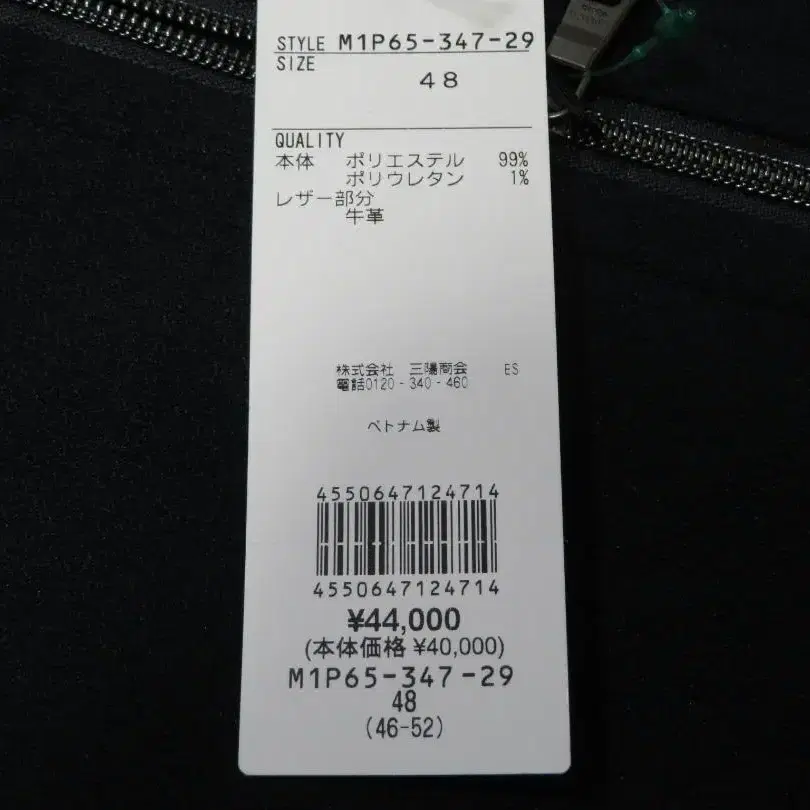 STYLE M1P65-347-29
SIZE
48
QUALITY
本体 ポリエステル 99%
ポリウレタン 1%
レザー部分
牛革
株式会社 三陽商会 ES
電話0120-340-460
ベトナム製
4550647124714
4550647124714
¥44,000
(本体価格 ¥40,000)
M1P65-347-29
48
(46-52)